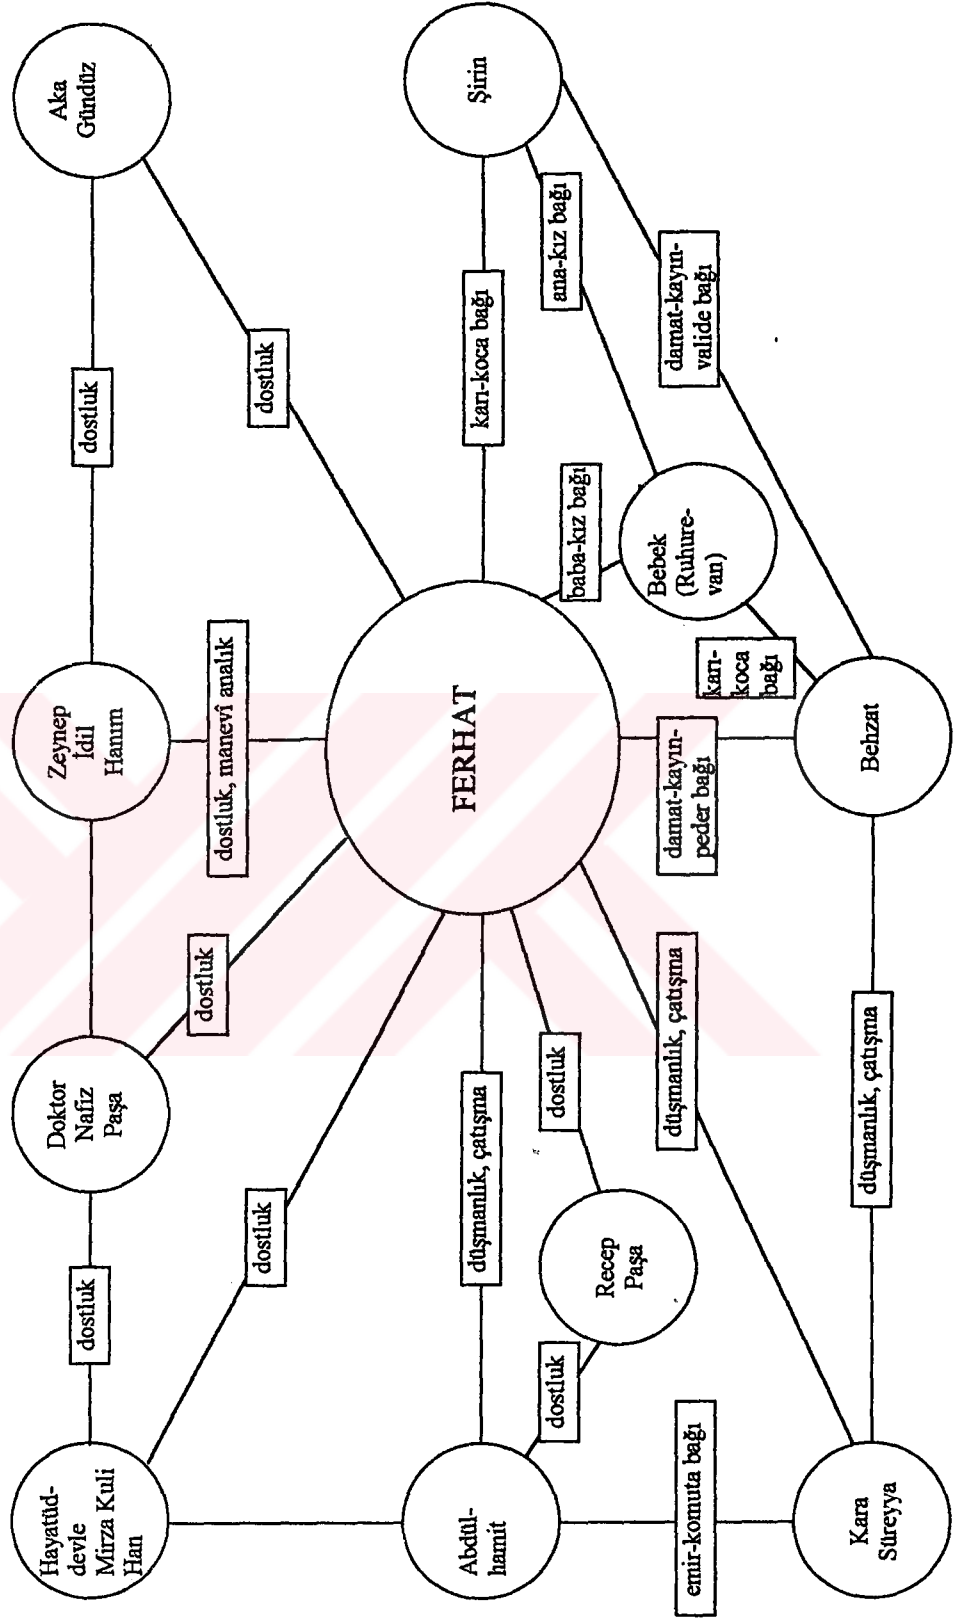 Hayatüd-
devle
Mirza Kuli
Han
dostluk
Doktor
Nafiz
Paşa
Zeynep
İdil
Hanım
dostluk
Aka
Gündüz
dostluk
dostluk
dostluk, manevî analık
dostluk
Abdül-
hamit
düşmanlık, çatışma
FERHAT
karı-koca bağı
Şirin
dostluk
Recep
Paşa
dostluk
baba-kız bağı
ana-kız bağı
Bebek
(Ruhure-
van)
emir-komuta bağı
düşmanlık, çatışma
damat-kayın-
peder bağı
karı-
koca
bağı
damat-kayın-
valide bağı
Kara
Süreyya
düşmanlık, çatışma
Behzat